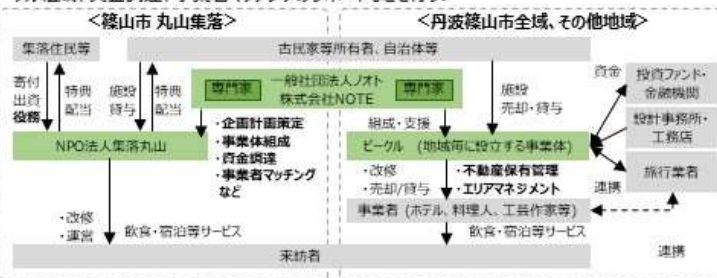 <篠山市 丸山集落>
<丹波篠山市全域、その他地域>
集落住民等
古民家等所有者、自治体等
寄付
出資
役務
特典
配当
施設
貸与
特典
配当
専門家
一般社団法人ノオト
株式会社NOTE
専門家
施設
売却・貸与
資金
投資ファンド・
金融機関
設計事務所・
工務店
旅行業者
NPO法人集落丸山
・企画計画策定
・事業体組成
・資金調達
・事業者マッチング
など
組成・支援
ビークル (地域毎に設立する事業体)
・改修
・売却/貸与
・不動産保有管理
・エリアマネジメント
連携
事業者 (ホテル、料理人、工芸作家等)
・改修
・運営
飲食・宿泊等サービス
飲食・宿泊等サービス
連携
来訪者